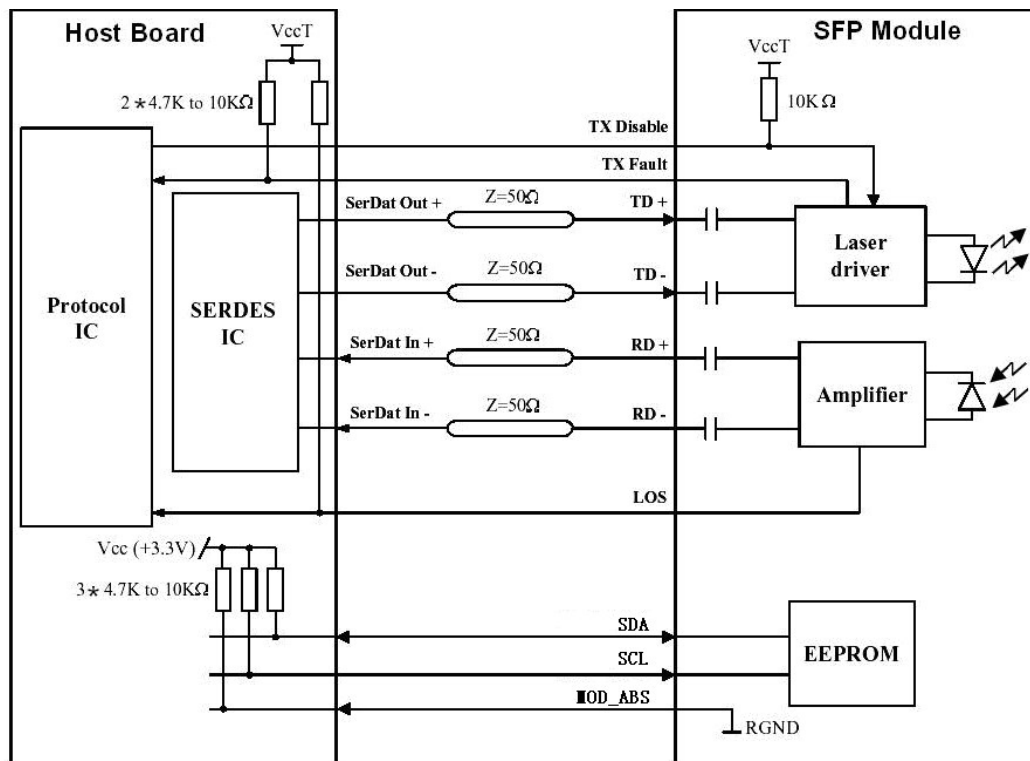 Host Board
SFP Module
VccT
VccT
2*4.7K to 10KΩ
10KΩ
TX Disable
TX Fault
SerDat Out +
Z=50Ω
TD +
SerDat Out -
Z=50Ω
TD -
Laser
driver
Protocol
IC
SERDES
IC
SerDat In +
Z=50Ω
RD +
SerDat In -
Z=50Ω
RD -
Amplifier
LOS
Vcc (+3.3V)
3*4.7K to 10KΩ
SDA
SCL
MOD_ABS
EEPROM
RGND